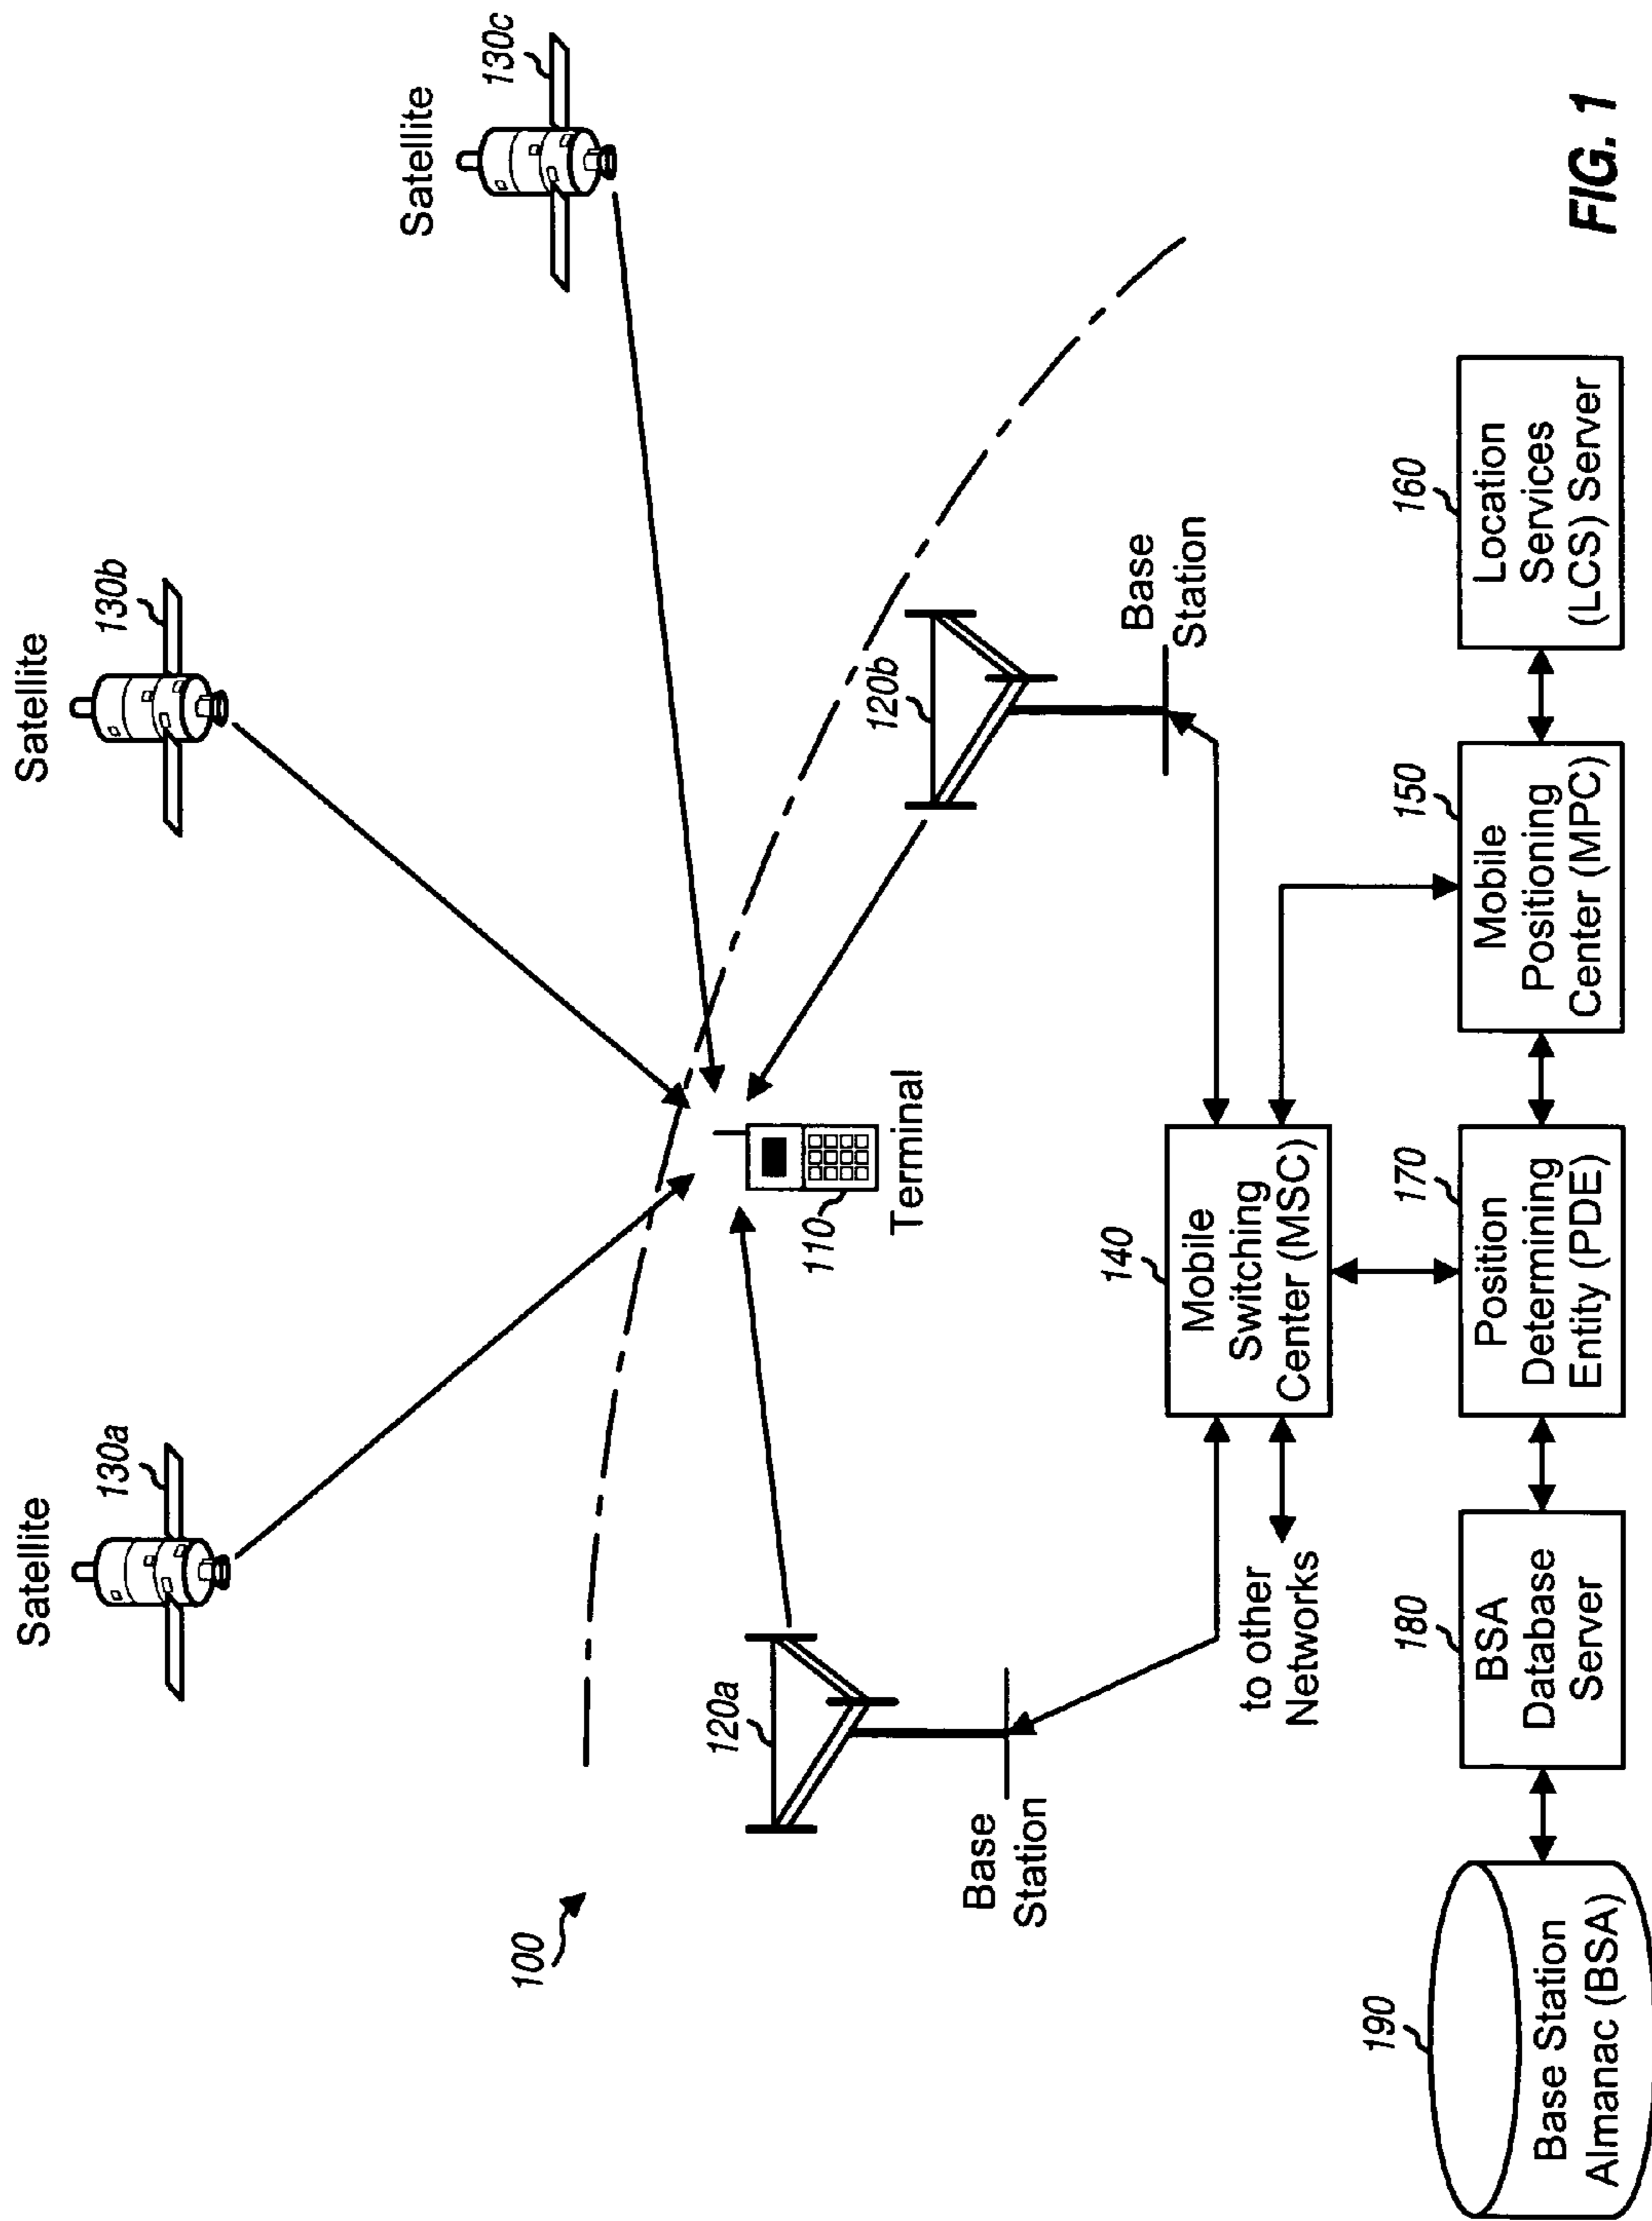 Satellite
130a
Satellite
130b
Satellite
130c
100
120a
Base
Station
110
Terminal
120b
Base
Station
140
Mobile
Switching
Center (MSC)
to other
Networks
190
Base Station
Almanac (BSA)
180
BSA
Database
Server
170
Position
Determining
Entity (PDE)
150
Mobile
Positioning
Center (MPC)
160
Location
Services
(LCS) Server
FIG. 1